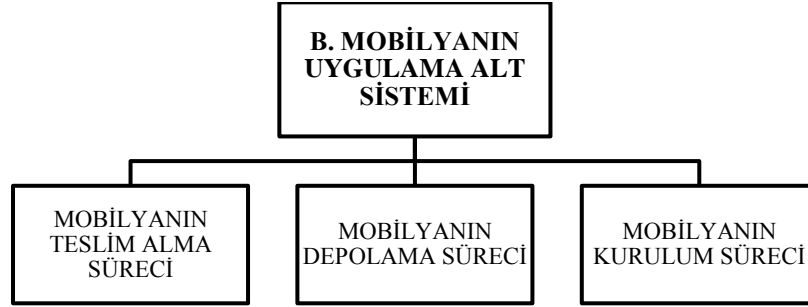 B. MOBİLYANIN
UYGULAMA ALT
SİSTEMİ
MOBİLYANIN
TESLİM ALMA
SÜRECİ
MOBİLYANIN
DEPOLAMA SÜRECİ
MOBİLYANIN
KURULUM SÜRECİ